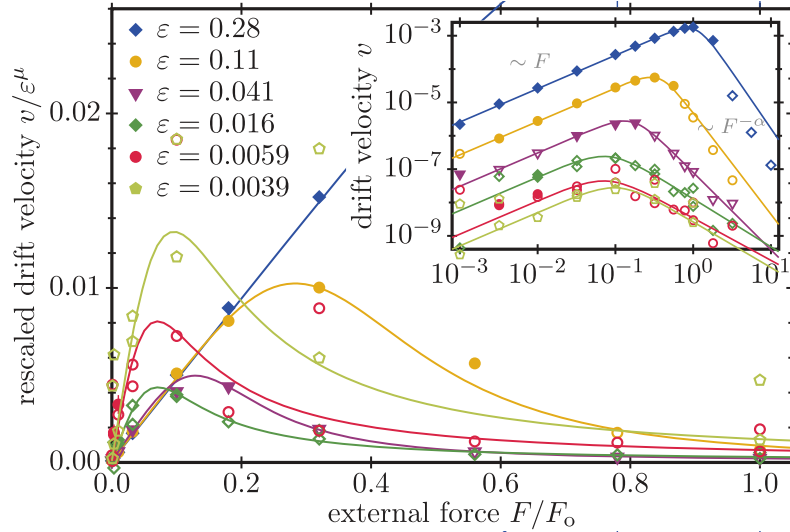 ε = 0.28
ε = 0.11
ε = 0.041
ε = 0.016
ε = 0.0059
ε = 0.0039
rescaled drift velocity v/ε^μ
0.02
0.01
0.00
0.0
0.2
0.4
0.6
0.8
1.0
external force F/F_o
drift velocity v
10^−3
10^−5
10^−7
10^−9
∼ F
∼ F^−α
10^−3
10^−2
10^−1
10^0
10^1